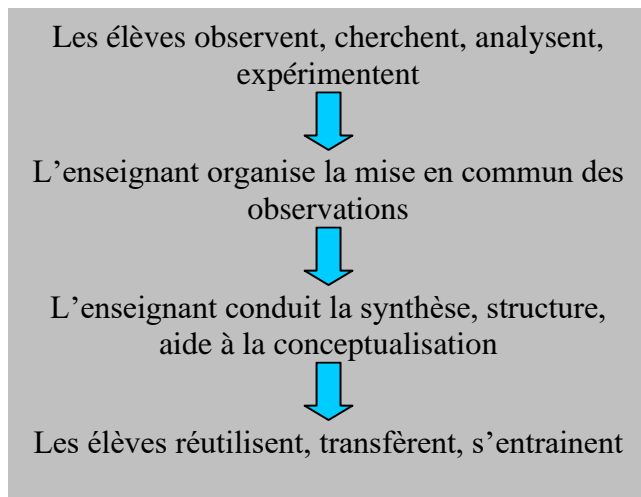 Les élèves observent, cherchent, analysent,
expérimentent
L’enseignant organise la mise en commun des
observations
L’enseignant conduit la synthèse, structure,
aide à la conceptualisation
Les élèves réutilisent, transfèrent, s’entrainent